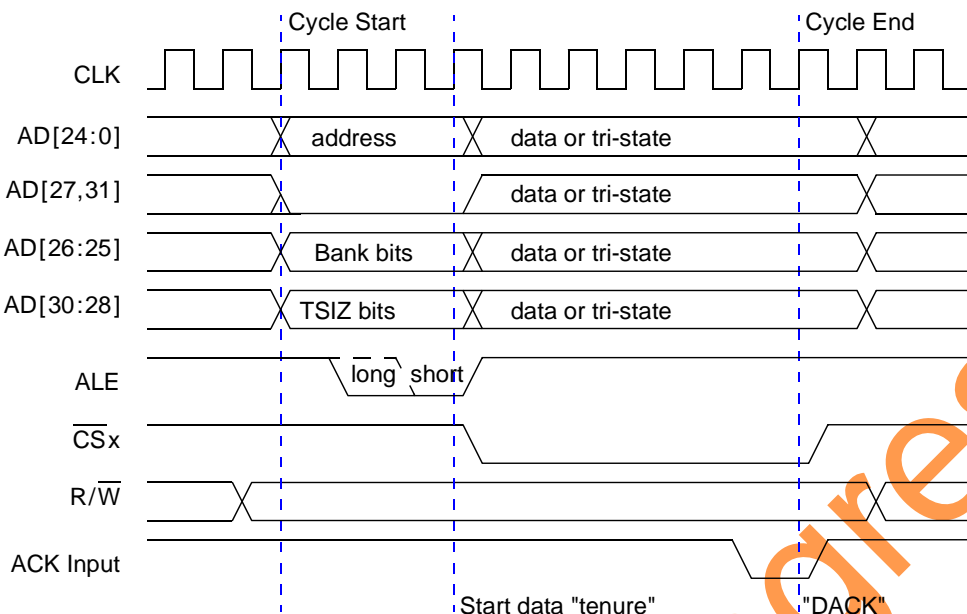 Cycle Start
Cycle End
CLK
AD[24:0]
address
data or tri-state
AD[27,31]
data or tri-state
AD[26:25]
Bank bits
data or tri-state
AD[30:28]
TSIZ bits
data or tri-state
ALE
long
short
CSx
R/W
ACK Input
Start data "tenure"
"DACK"